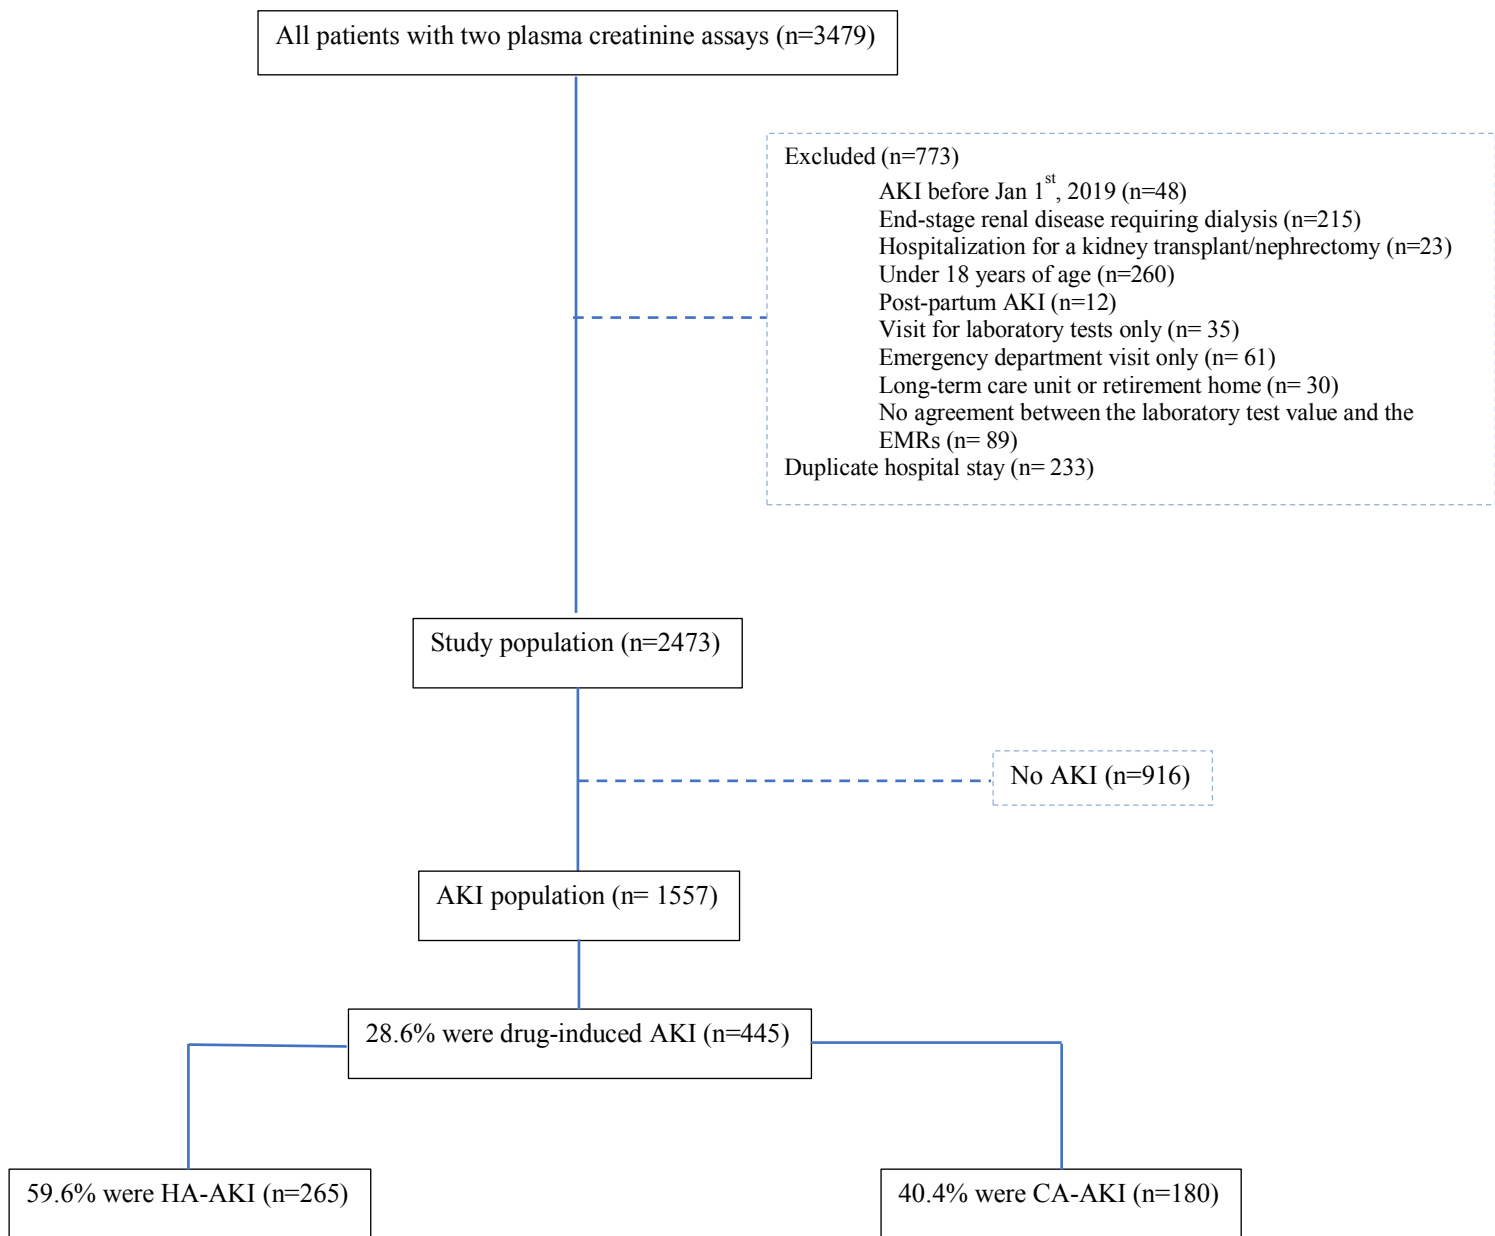 All patients with two plasma creatinine assays (n=3479)
Excluded (n=773)
AKI before Jan 1st, 2019 (n=48)
End-stage renal disease requiring dialysis (n=215)
Hospitalization for a kidney transplant/nephrectomy (n=23)
Under 18 years of age (n=260)
Post-partum AKI (n=12)
Visit for laboratory tests only (n= 35)
Emergency department visit only (n= 61)
Long-term care unit or retirement home (n= 30)
No agreement between the laboratory test value and the
EMRs (n= 89)
Duplicate hospital stay (n= 233)
Study population (n=2473)
No AKI (n=916)
AKI population (n= 1557)
28.6% were drug-induced AKI (n=445)
59.6% were HA-AKI (n=265)
40.4% were CA-AKI (n=180)